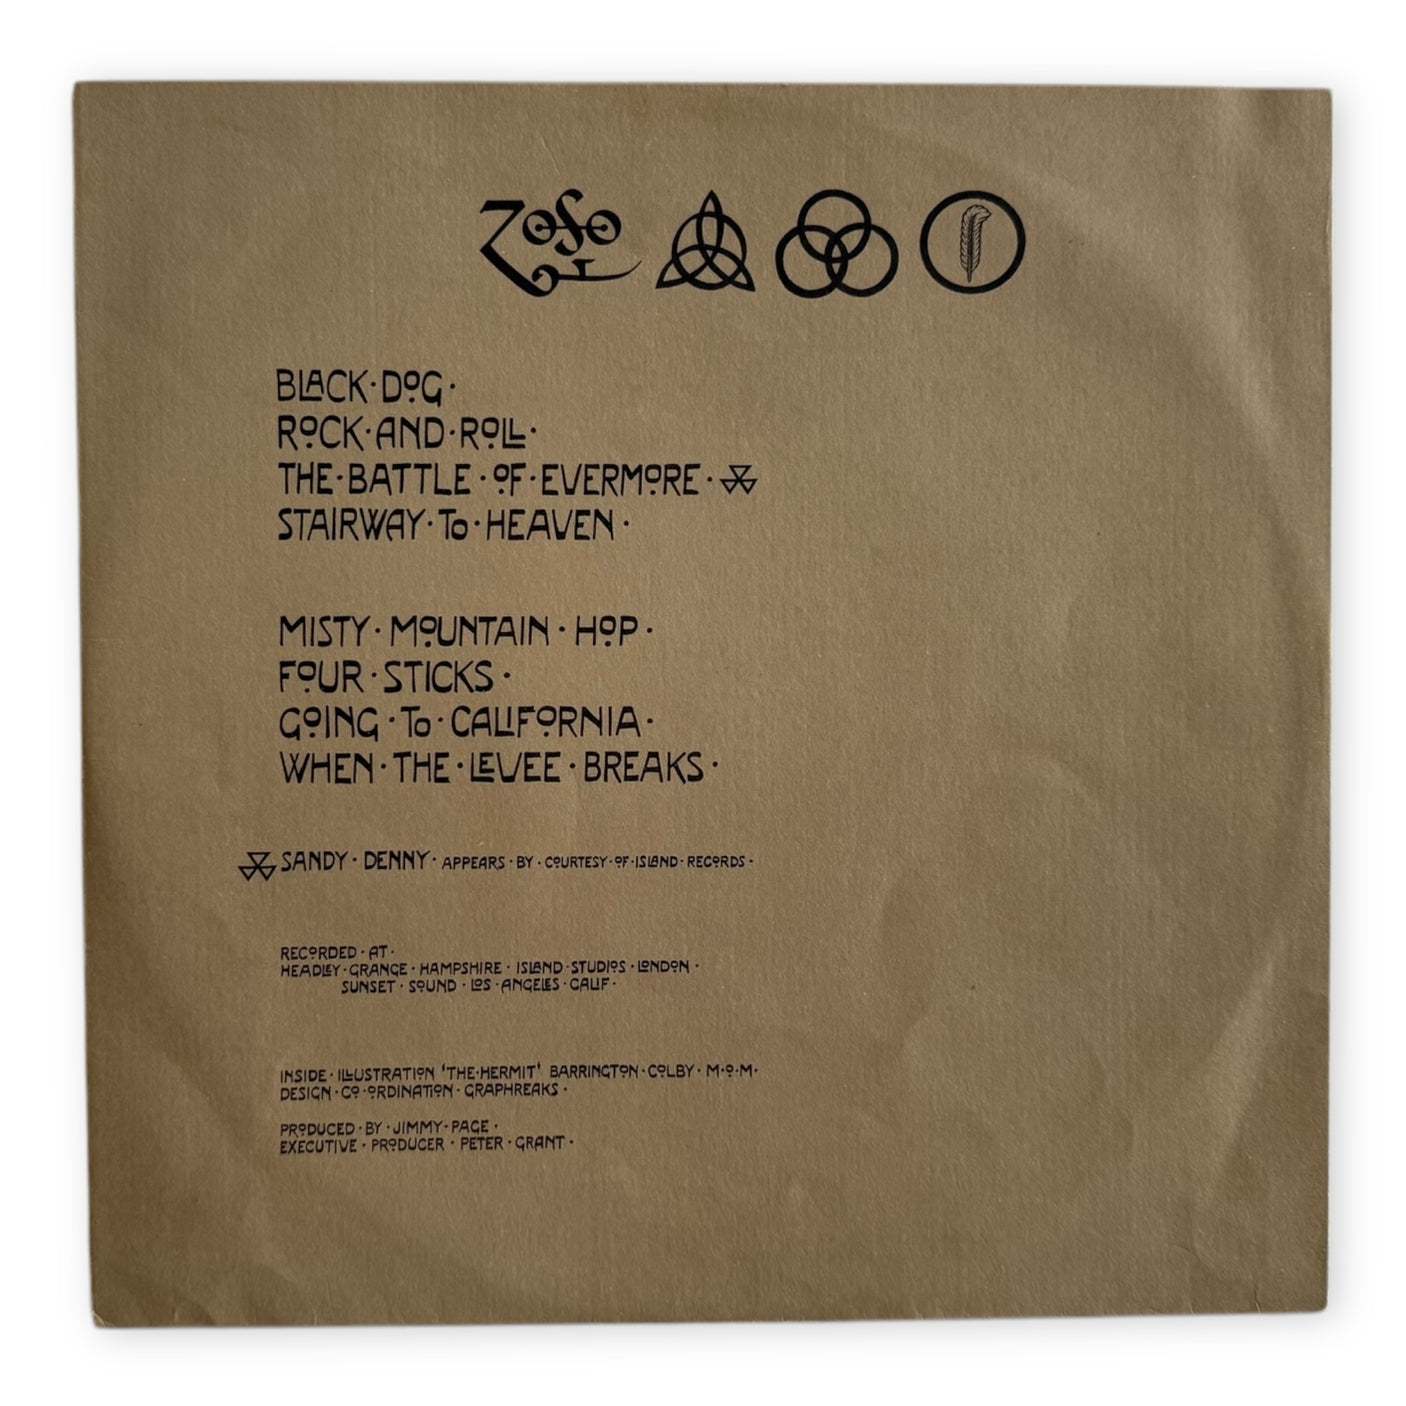 ZoSo
BLACK·DOG·
ROCK·AND·ROLL·
THE·BATTLE·OF·EVERMORE·
STAIRWAY·TO·HEAVEN·
MISTY·MOUNTAIN·HOP·
FOUR·STICKS·
GOING·TO·CALIFORNIA·
WHEN·THE·LEVEE·BREAKS·
SANDY·DENNY·APPEARS·BY·COURTESY·OF·ISLAND·RECORDS·
RECORDED·AT·
HEADLEY·GRANGE·HAMPSHIRE·ISLAND·STUDIOS·LONDON·
SUNSET·SOUND·LOS·ANGELES·CALIF·
INSIDE·ILLUSTRATION 'THE·HERMIT' BARRINGTON·COLBY·M·O·M·
DESIGN·CO·ORDINATION·GRAPHREAKS·
PRODUCED·BY·JIMMY·PAGE·
EXECUTIVE·PRODUCER·PETER·GRANT·